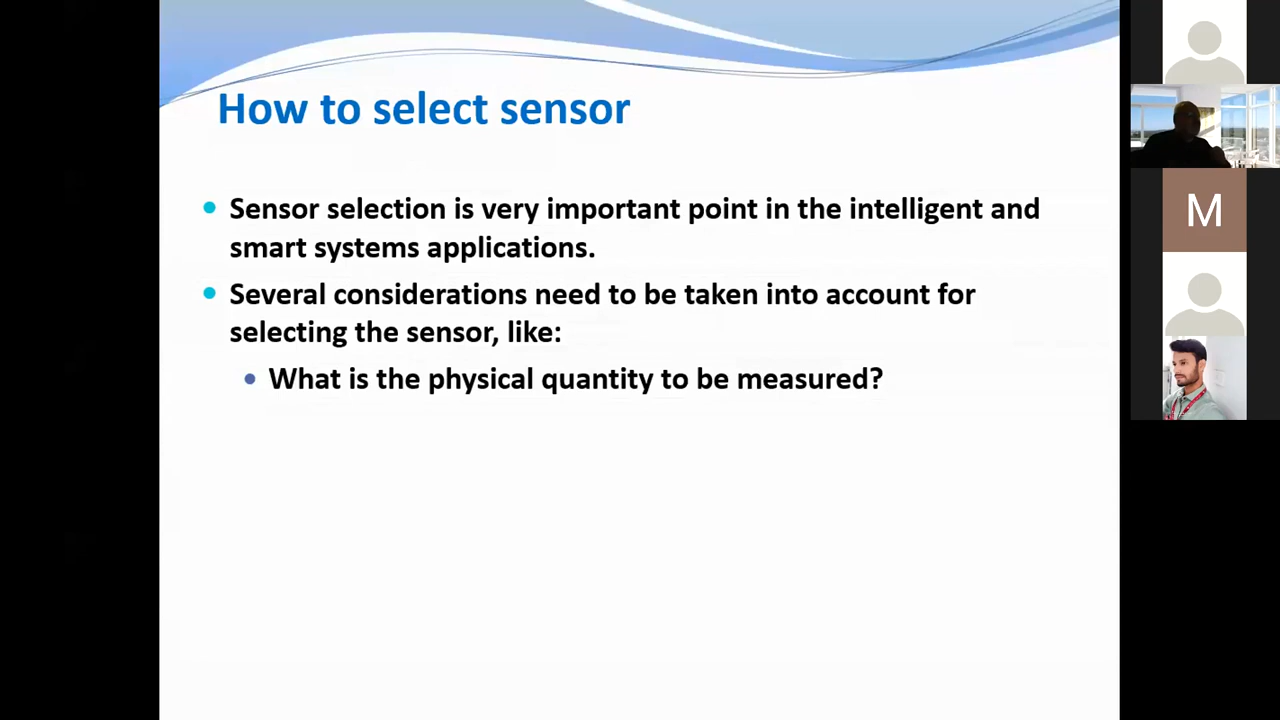 How to select sensor
Sensor selection is very important point in the intelligent and
smart systems applications.
Several considerations need to be taken into account for
selecting the sensor, like:
What is the physical quantity to be measured?
M